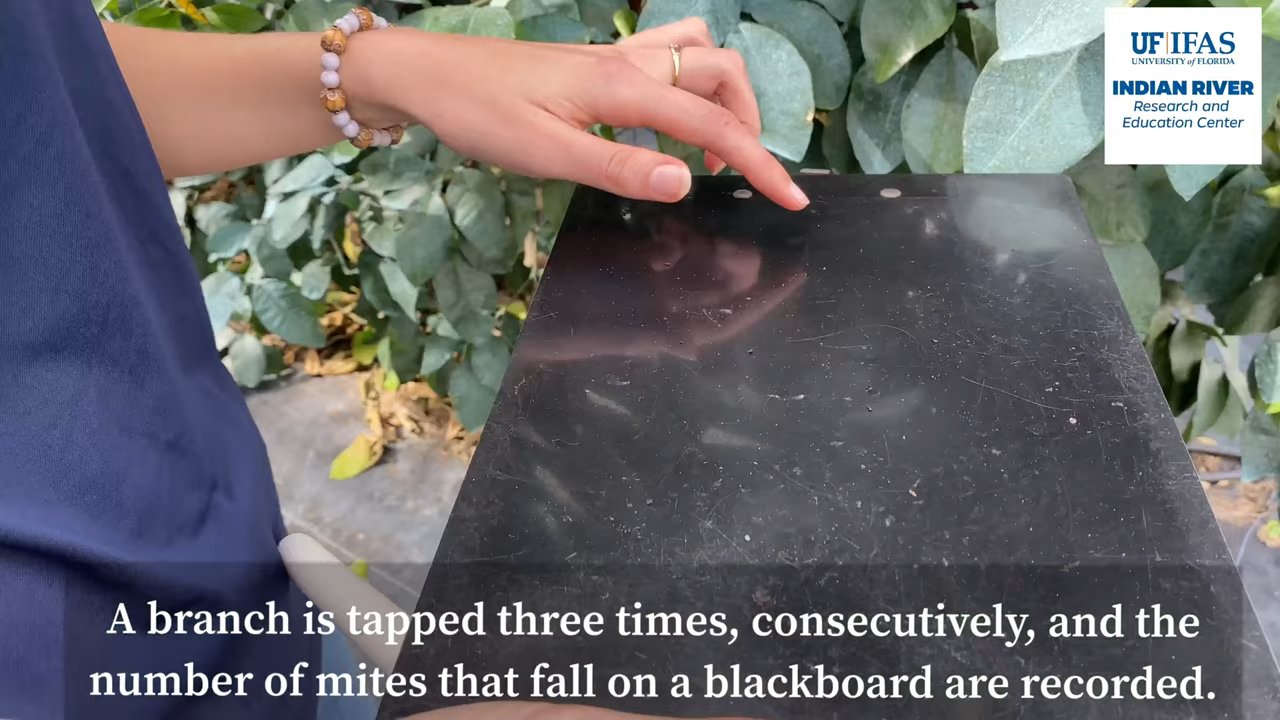 UF|IFAS
UNIVERSITY of FLORIDA
INDIAN RIVER
Research and
Education Center
A branch is tapped three times, consecutively, and the
number of mites that fall on a blackboard are recorded.